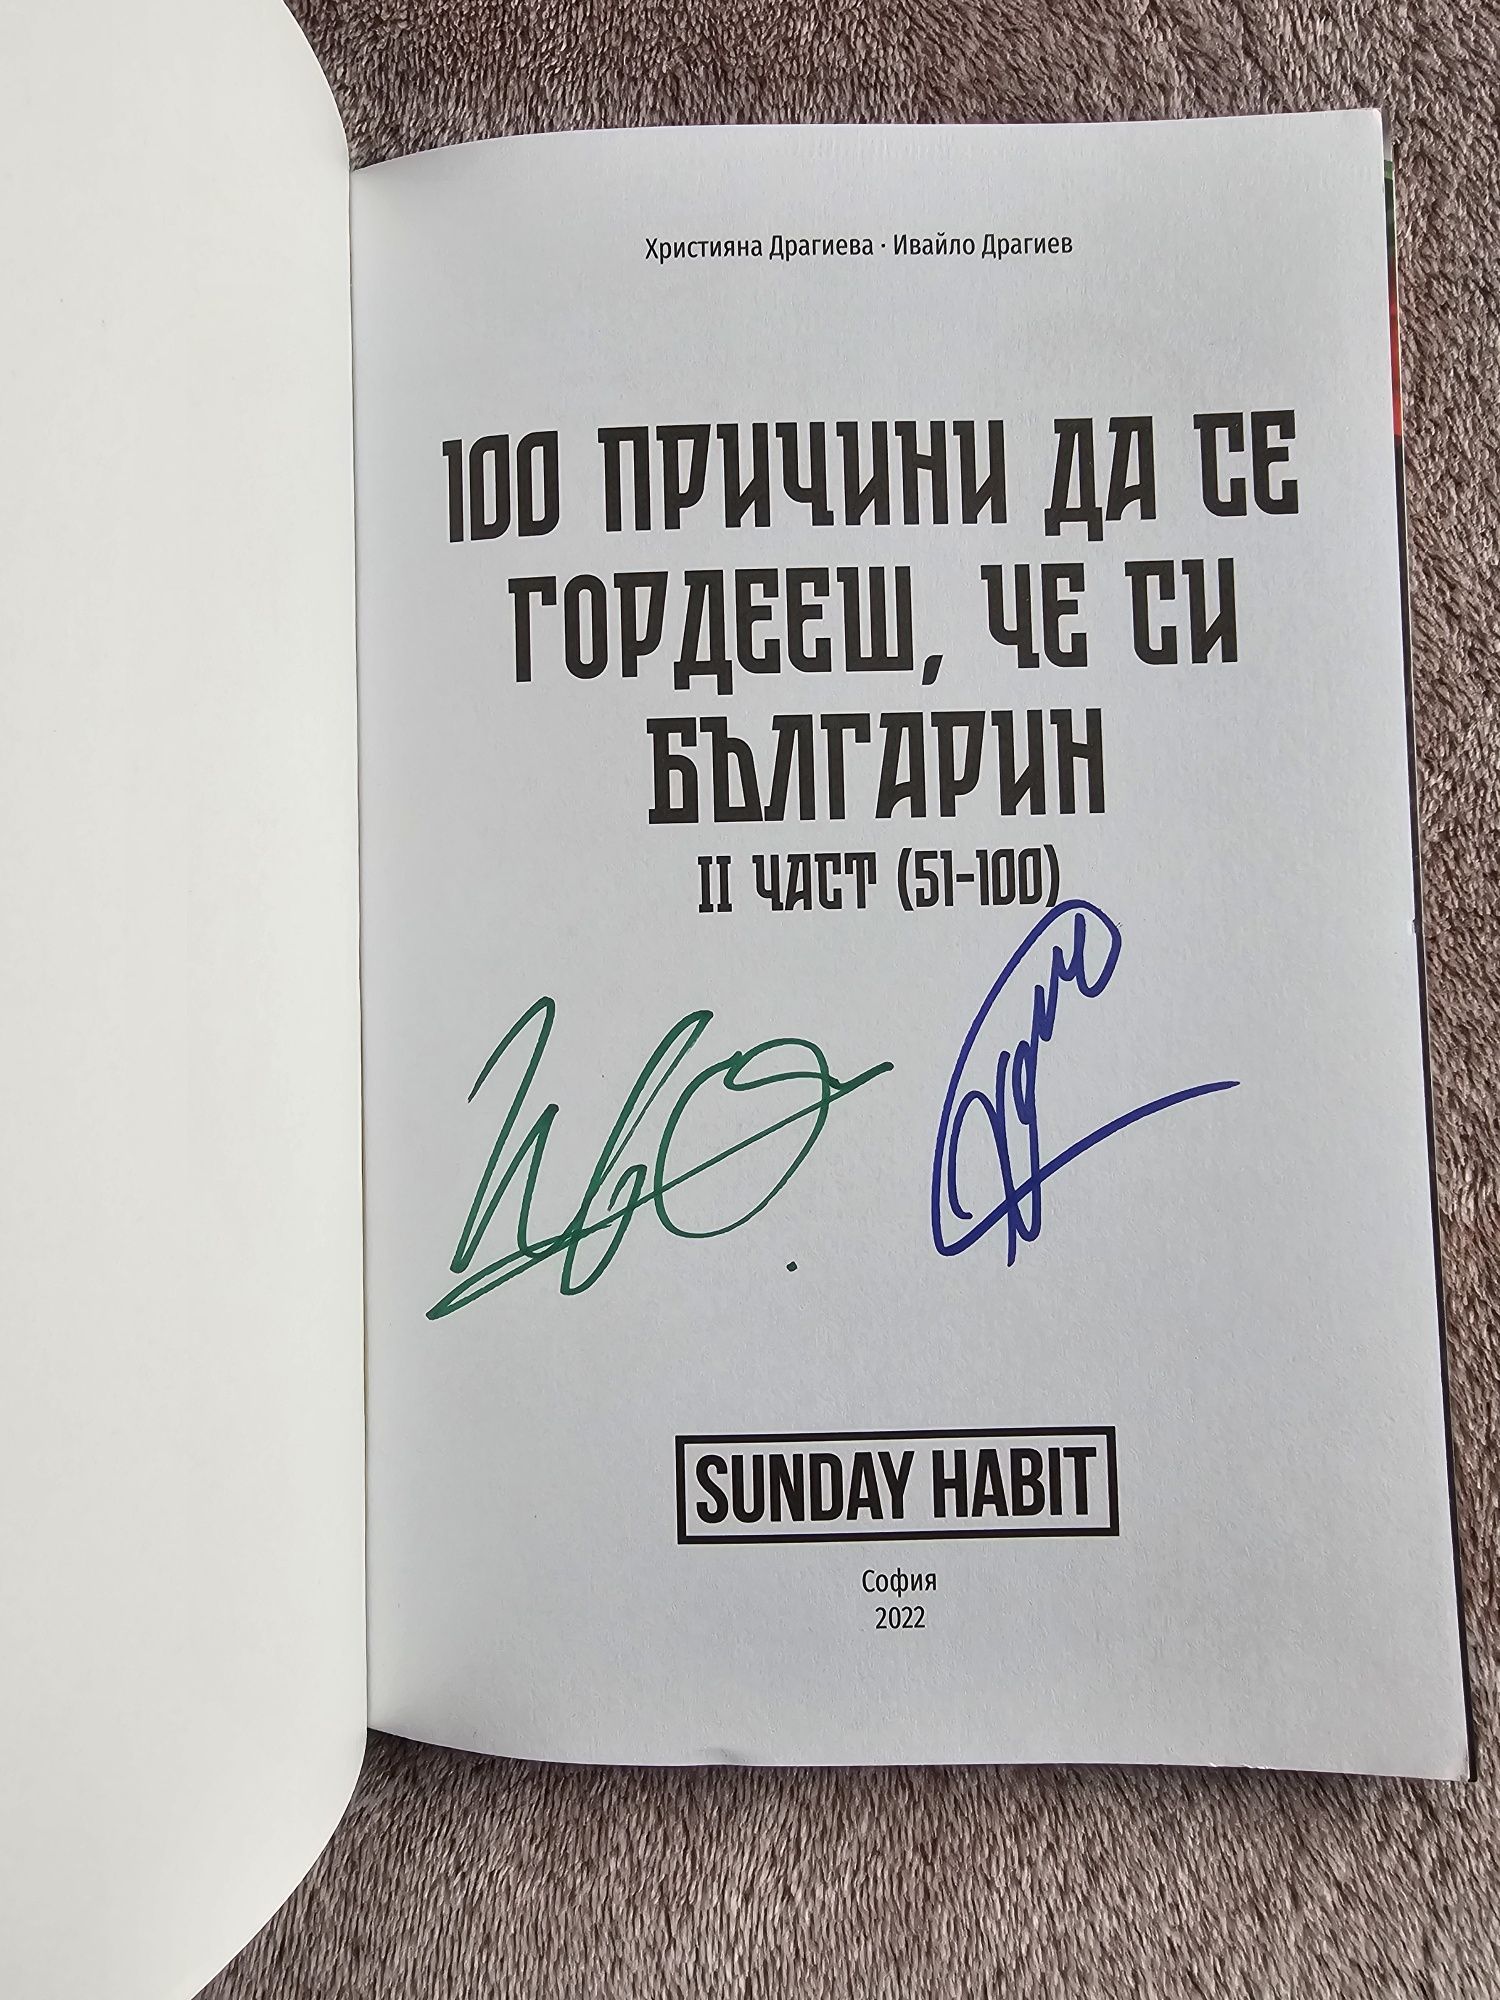 Християна Драгиева · Ивайло Драгиев
100 ПРИЧИНИ ДА СЕ
ГОРДЕЕШ, ЧЕ СИ
БЪЛГАРИН
II ЧАСТ (51-100)
SUNDAY HABIT
София
2022